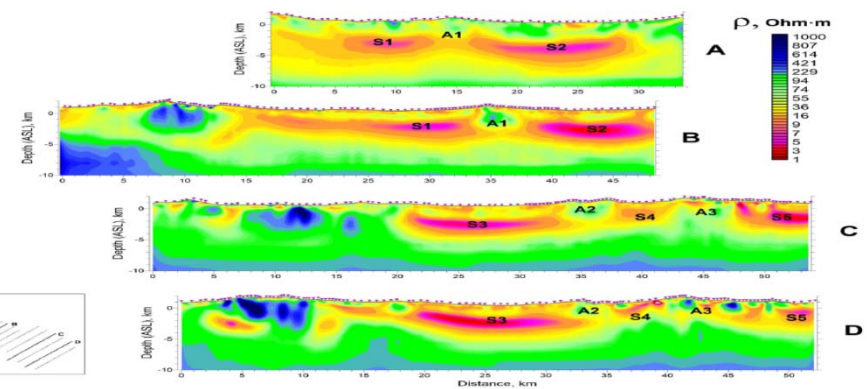 ρ, Ohm·m
1000
807
614
421
229
94
74
55
36
16
9
7
5
3
1
Depth (ASL), km
0
-5
-10
S1
A1
S2
A
0 5 10 15 20 25 30
Depth (ASL), km
0
-5
-10
S1
A1
S2
B
0 5 10 15 20 25 30 35 40 45
Depth (ASL), km
0
-5
-10
S3
A2
S4
A3
S5
C
0 5 10 15 20 25 30 35 40 45 50
Depth (ASL), km
0
-5
-10
S3
A2
S4
A3
S5
D
0 5 10 15 20 25 30 35 40 45 50
Distance, km
B
C
D